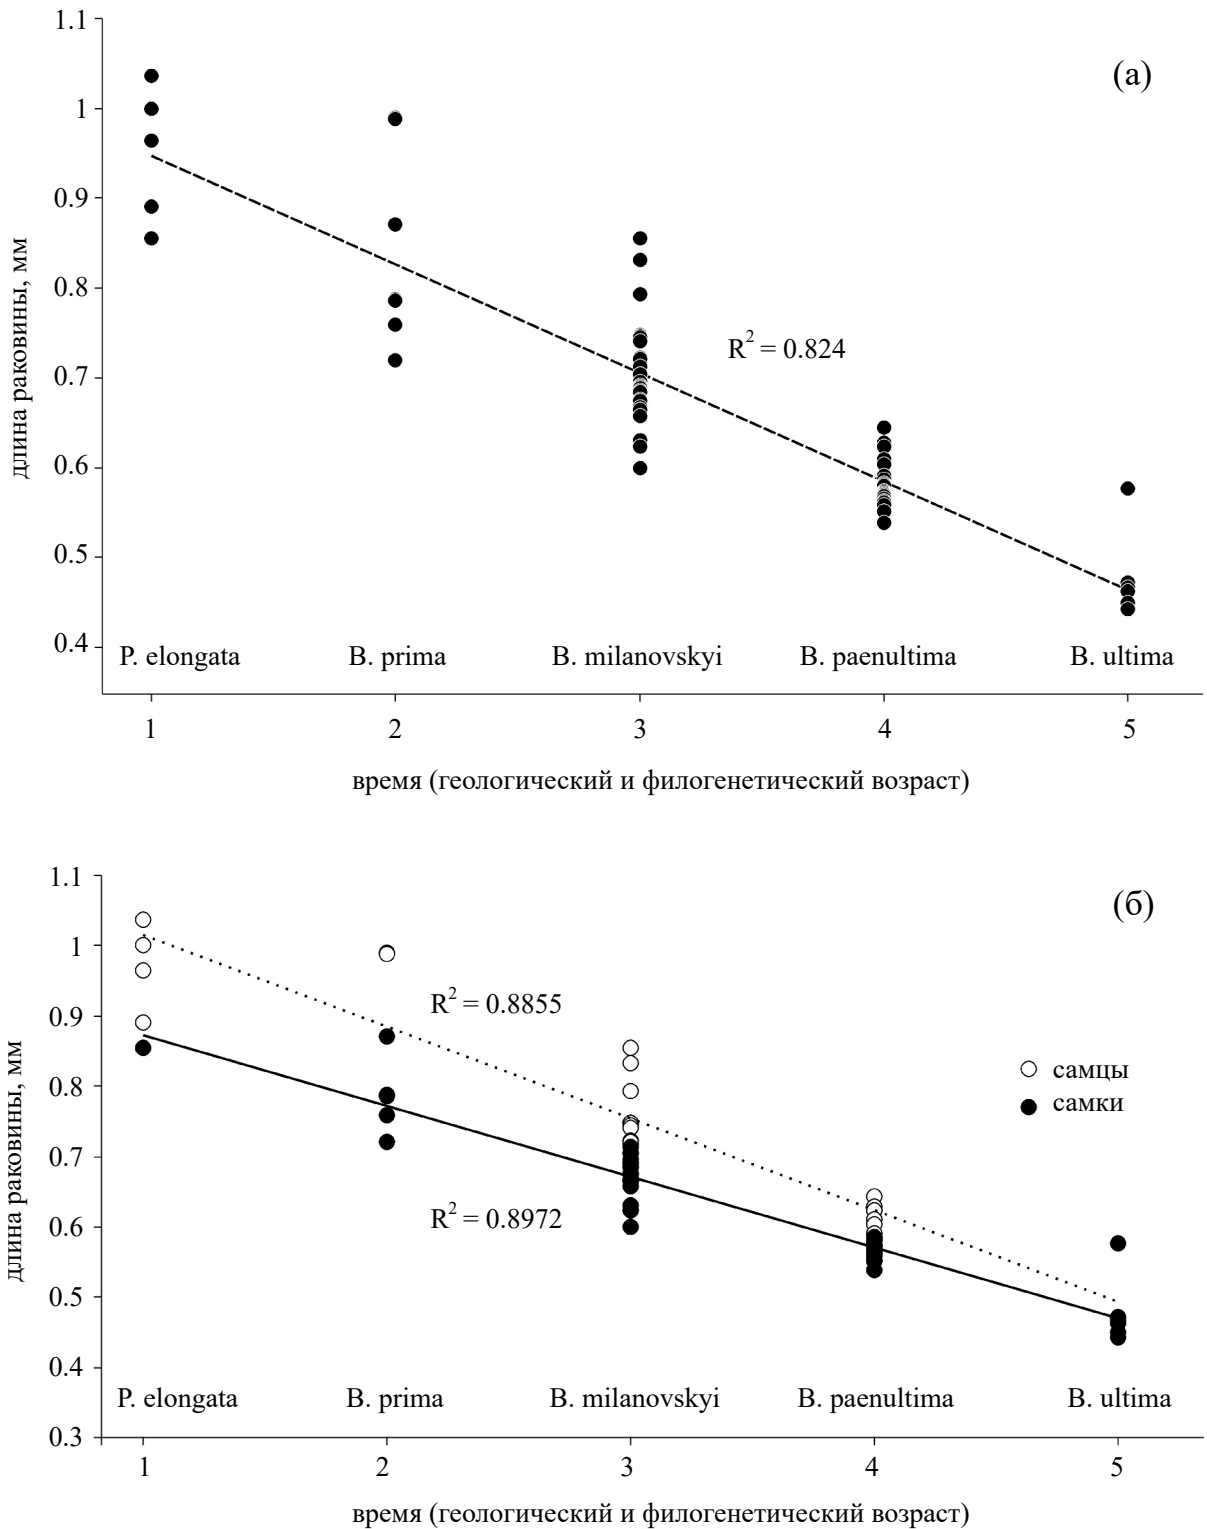 (а)
1.1
1
0.9
0.8
0.7
0.6
0.5
0.4
длина раковины, мм
R² = 0.824
P. elongata B. prima B. milanovskyi B. paenultima B. ultima
1 2 3 4 5
время (геологический и филогенетический возраст)
(б)
1.1
1
0.9
0.8
0.7
0.6
0.5
0.4
0.3
длина раковины, мм
R² = 0.8855
самцы
самки
R² = 0.8972
P. elongata B. prima B. milanovskyi B. paenultima B. ultima
1 2 3 4 5
время (геологический и филогенетический возраст)